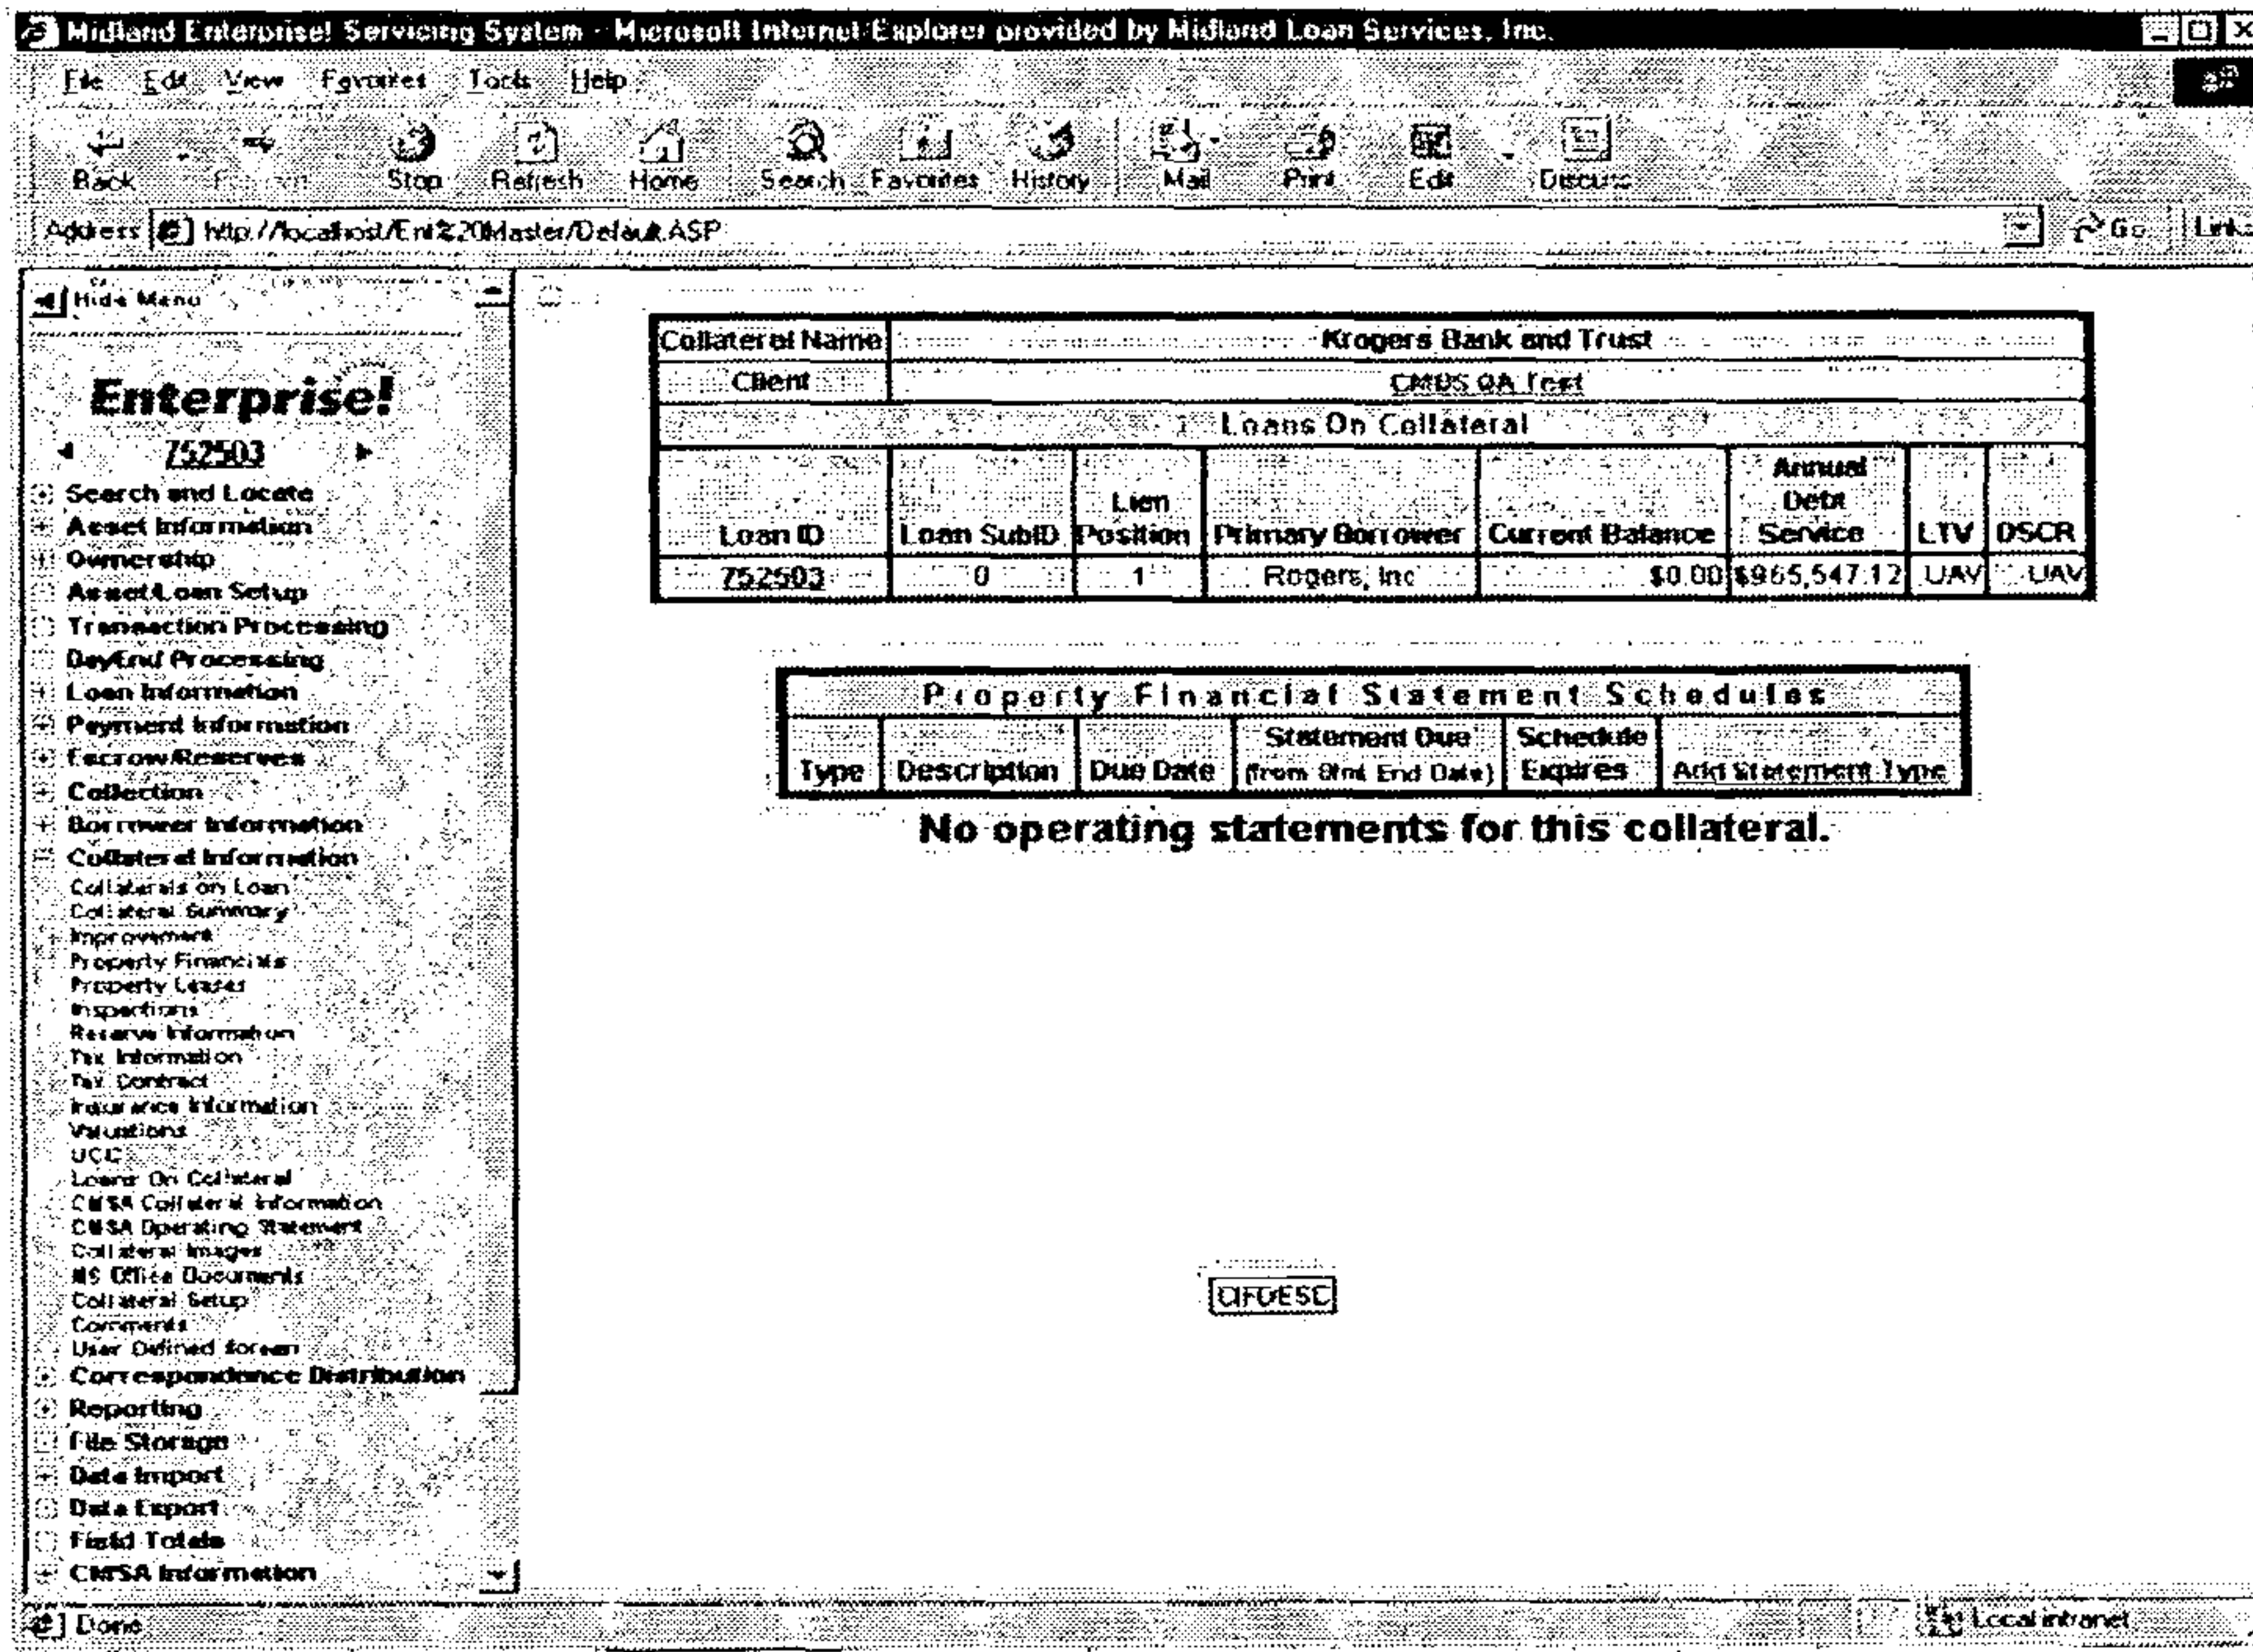 Midland Enterprise! Servicing System - Microsoft Internet Explorer provided by Midland Loan Services, Inc.
File Edit View Favorites Tools Help
Back Forward Stop Refresh Home Search Favorites History Mail Print Edit Discuss
Address http://localhost/Ent%20Master/Default.ASP Go Links
Hide Menu
Enterprise!
752503
Search and Locate
Asset Information
Ownership
Asset/Loan Setup
Transaction Processing
DayEnd Processing
Loan Information
Payment Information
Escrow/Reserves
Collection
Borrower Information
Collateral Information
Collaterals on Loan
Collateral Summary
Improvement
Property Financials
Property Leases
Inspections
Reserve Information
Tax Information
Tax Contract
Insurance Information
Valuations
UCC
Loans On Collateral
CMSA Collateral Information
CMSA Operating Statement
Collateral Images
MS Office Documents
Collateral Setup
Comments
User Defined Screen
Correspondence Distribution
Reporting
File Storage
Data Import
Data Export
Field Totals
CMSA Information
Collateral Name Krogers Bank and Trust
Client CMBS QA Test
Loans On Collateral
Loan ID Loan SubID Lien Position Primary Borrower Current Balance Annual Debt Service LTV DSCR
752503 0 1 Rogers, Inc $0.00 $965,547.12 UAV UAV
Property Financial Statement Schedules
Type Description Due Date Statement Due (from Stmt End Date) Schedule Expires Add Statement Type
No operating statements for this collateral.
Done Local intranet